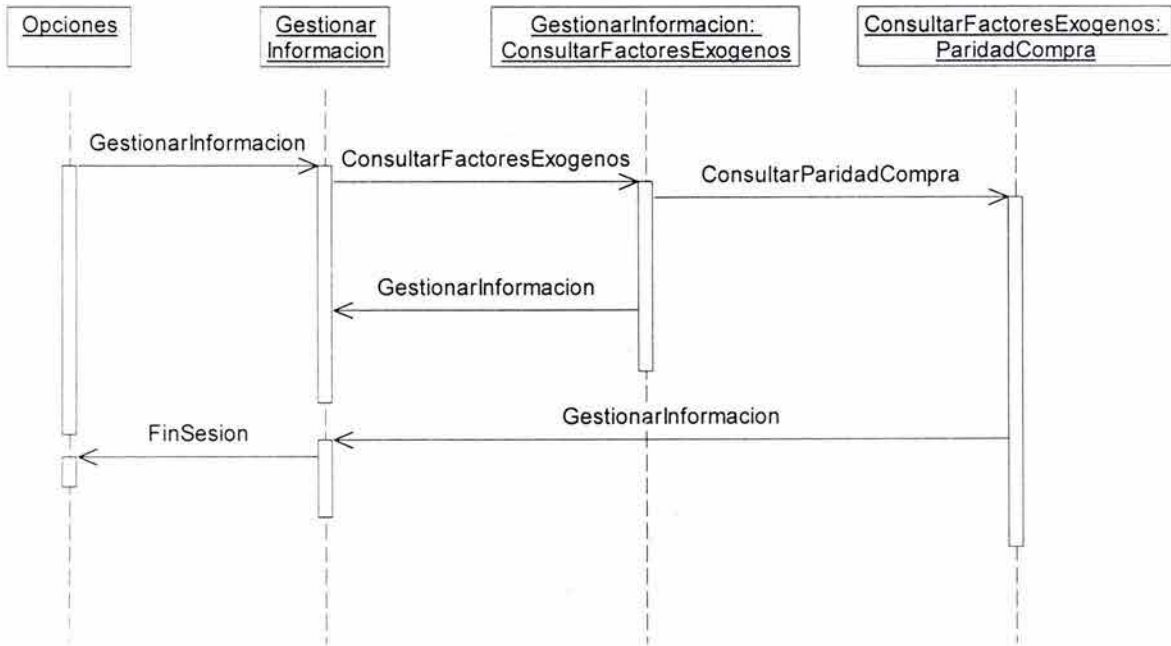 Opciones
Gestionar
Informacion
GestionarInformacion:
ConsultarFactoresExogenos
ConsultarFactoresExogenos:
ParidadCompra
GestionarInformacion
ConsultarFactoresExogenos
ConsultarParidadCompra
GestionarInformacion
GestionarInformacion
FinSesion